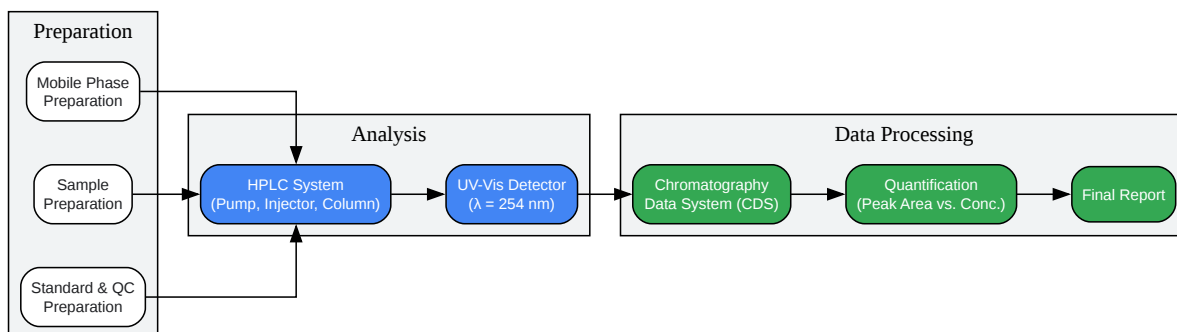 Preparation
Mobile Phase
Preparation
Sample
Preparation
Standard & QC
Preparation
Analysis
HPLC System
(Pump, Injector, Column)
UV-Vis Detector
(λ = 254 nm)
Data Processing
Chromatography
Data System (CDS)
Quantification
(Peak Area vs. Conc.)
Final Report